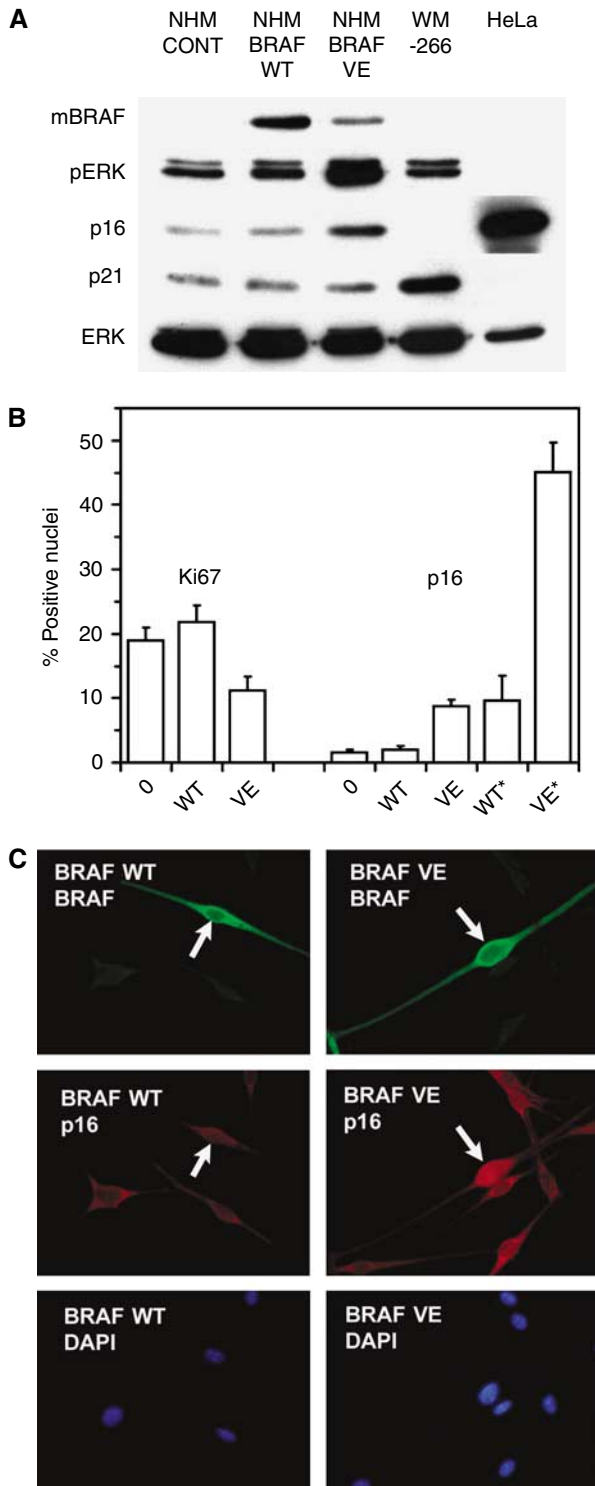 A
NHM CONT
NHM BRAF WT
NHM BRAF VE
WM -266
HeLa
mBRAF
pERK
p16
p21
ERK
B
% Positive nuclei
50
40
30
20
10
0
Ki67
p16
0
WT
VE
0
WT
VE
WT*
VE*
C
BRAF WT
BRAF
BRAF VE
BRAF
BRAF WT
p16
BRAF VE
p16
BRAF WT
DAPI
BRAF VE
DAPI